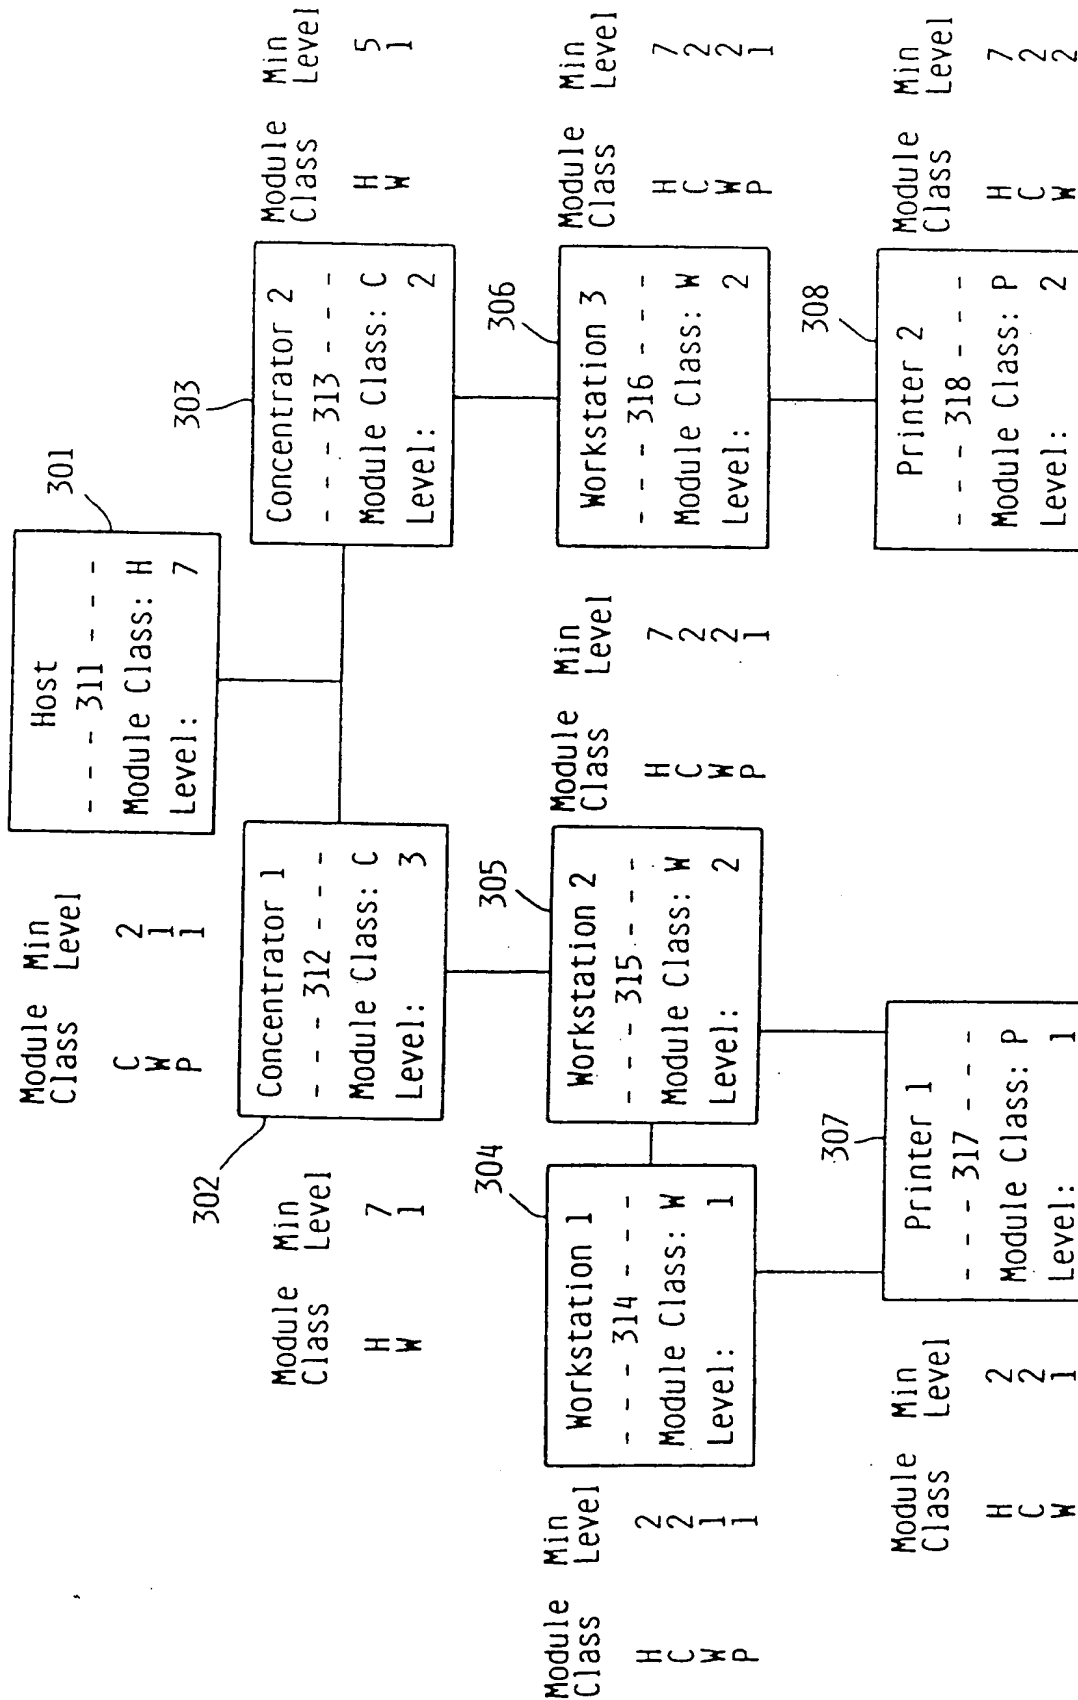 301
Host
- - - 311 - - -
Module Class: H
Level: 7
Module Min
Class Level
C 2
W 1
P 1
302
Concentrator 1
- - - 312 - - -
Module Class: C
Level: 3
Module Min
Class Level
H 7
W 1
303
Concentrator 2
- - - 313 - - -
Module Class: C
Level: 2
Module Min
Class Level
H 5
W 1
304
Workstation 1
- - - 314 - - -
Module Class: W
Level: 1
Module Min
Class Level
H 2
C 2
W 1
P 1
305
Workstation 2
- - - 315 - - -
Module Class: W
Level: 2
Module Min
Class Level
H 7
C 2
W 2
P 1
306
Workstation 3
- - - 316 - - -
Module Class: W
Level: 2
Module Min
Class Level
H 7
C 2
W 2
P 1
307
Printer 1
- - - 317 - - -
Module Class: P
Level: 1
Module Min
Class Level
H 2
C 2
W 1
308
Printer 2
- - - 318 - - -
Module Class: P
Level: 2
Module Min
Class Level
H 7
C 2
W 2